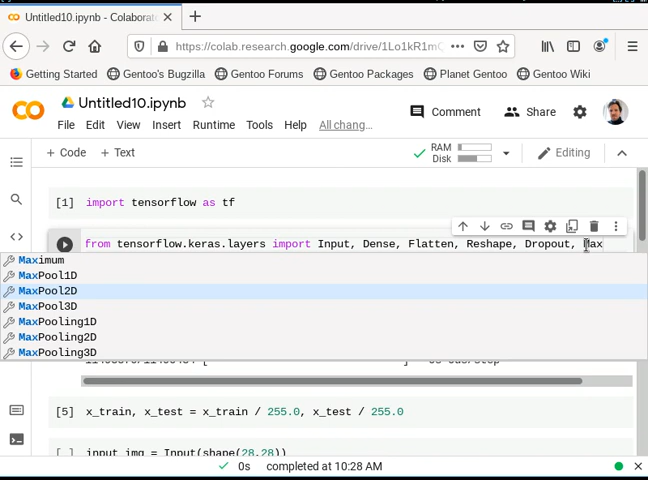 Untitled10.ipynb - Colaborat
https://colab.research.google.com/drive/1Lo1kR1mC
Getting Started Gentoo's Bugzilla Gentoo Forums Gentoo Packages Planet Gentoo Gentoo Wiki
Untitled10.ipynb
Comment Share
File Edit View Insert Runtime Tools Help All chang…
+ Code + Text
RAM
Disk
Editing
[1] import tensorflow as tf
from tensorflow.keras.layers import Input, Dense, Flatten, Reshape, Dropout, Max
Maximum
MaxPool1D
MaxPool2D
MaxPool3D
MaxPooling1D
MaxPooling2D
MaxPooling3D
[5] x_train, x_test = x_train / 255.0, x_test / 255.0
[ ] input_img = Input(shape(28,28))
0s completed at 10:28 AM